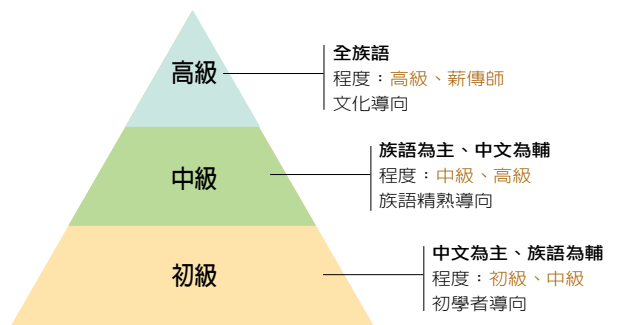 高級
全族語
程度：高級、薪傳師
文化導向
中級
族語為主、中文為輔
程度：中級、高級
族語精熟導向
初級
中文為主、族語為輔
程度：初級、中級
初學者導向